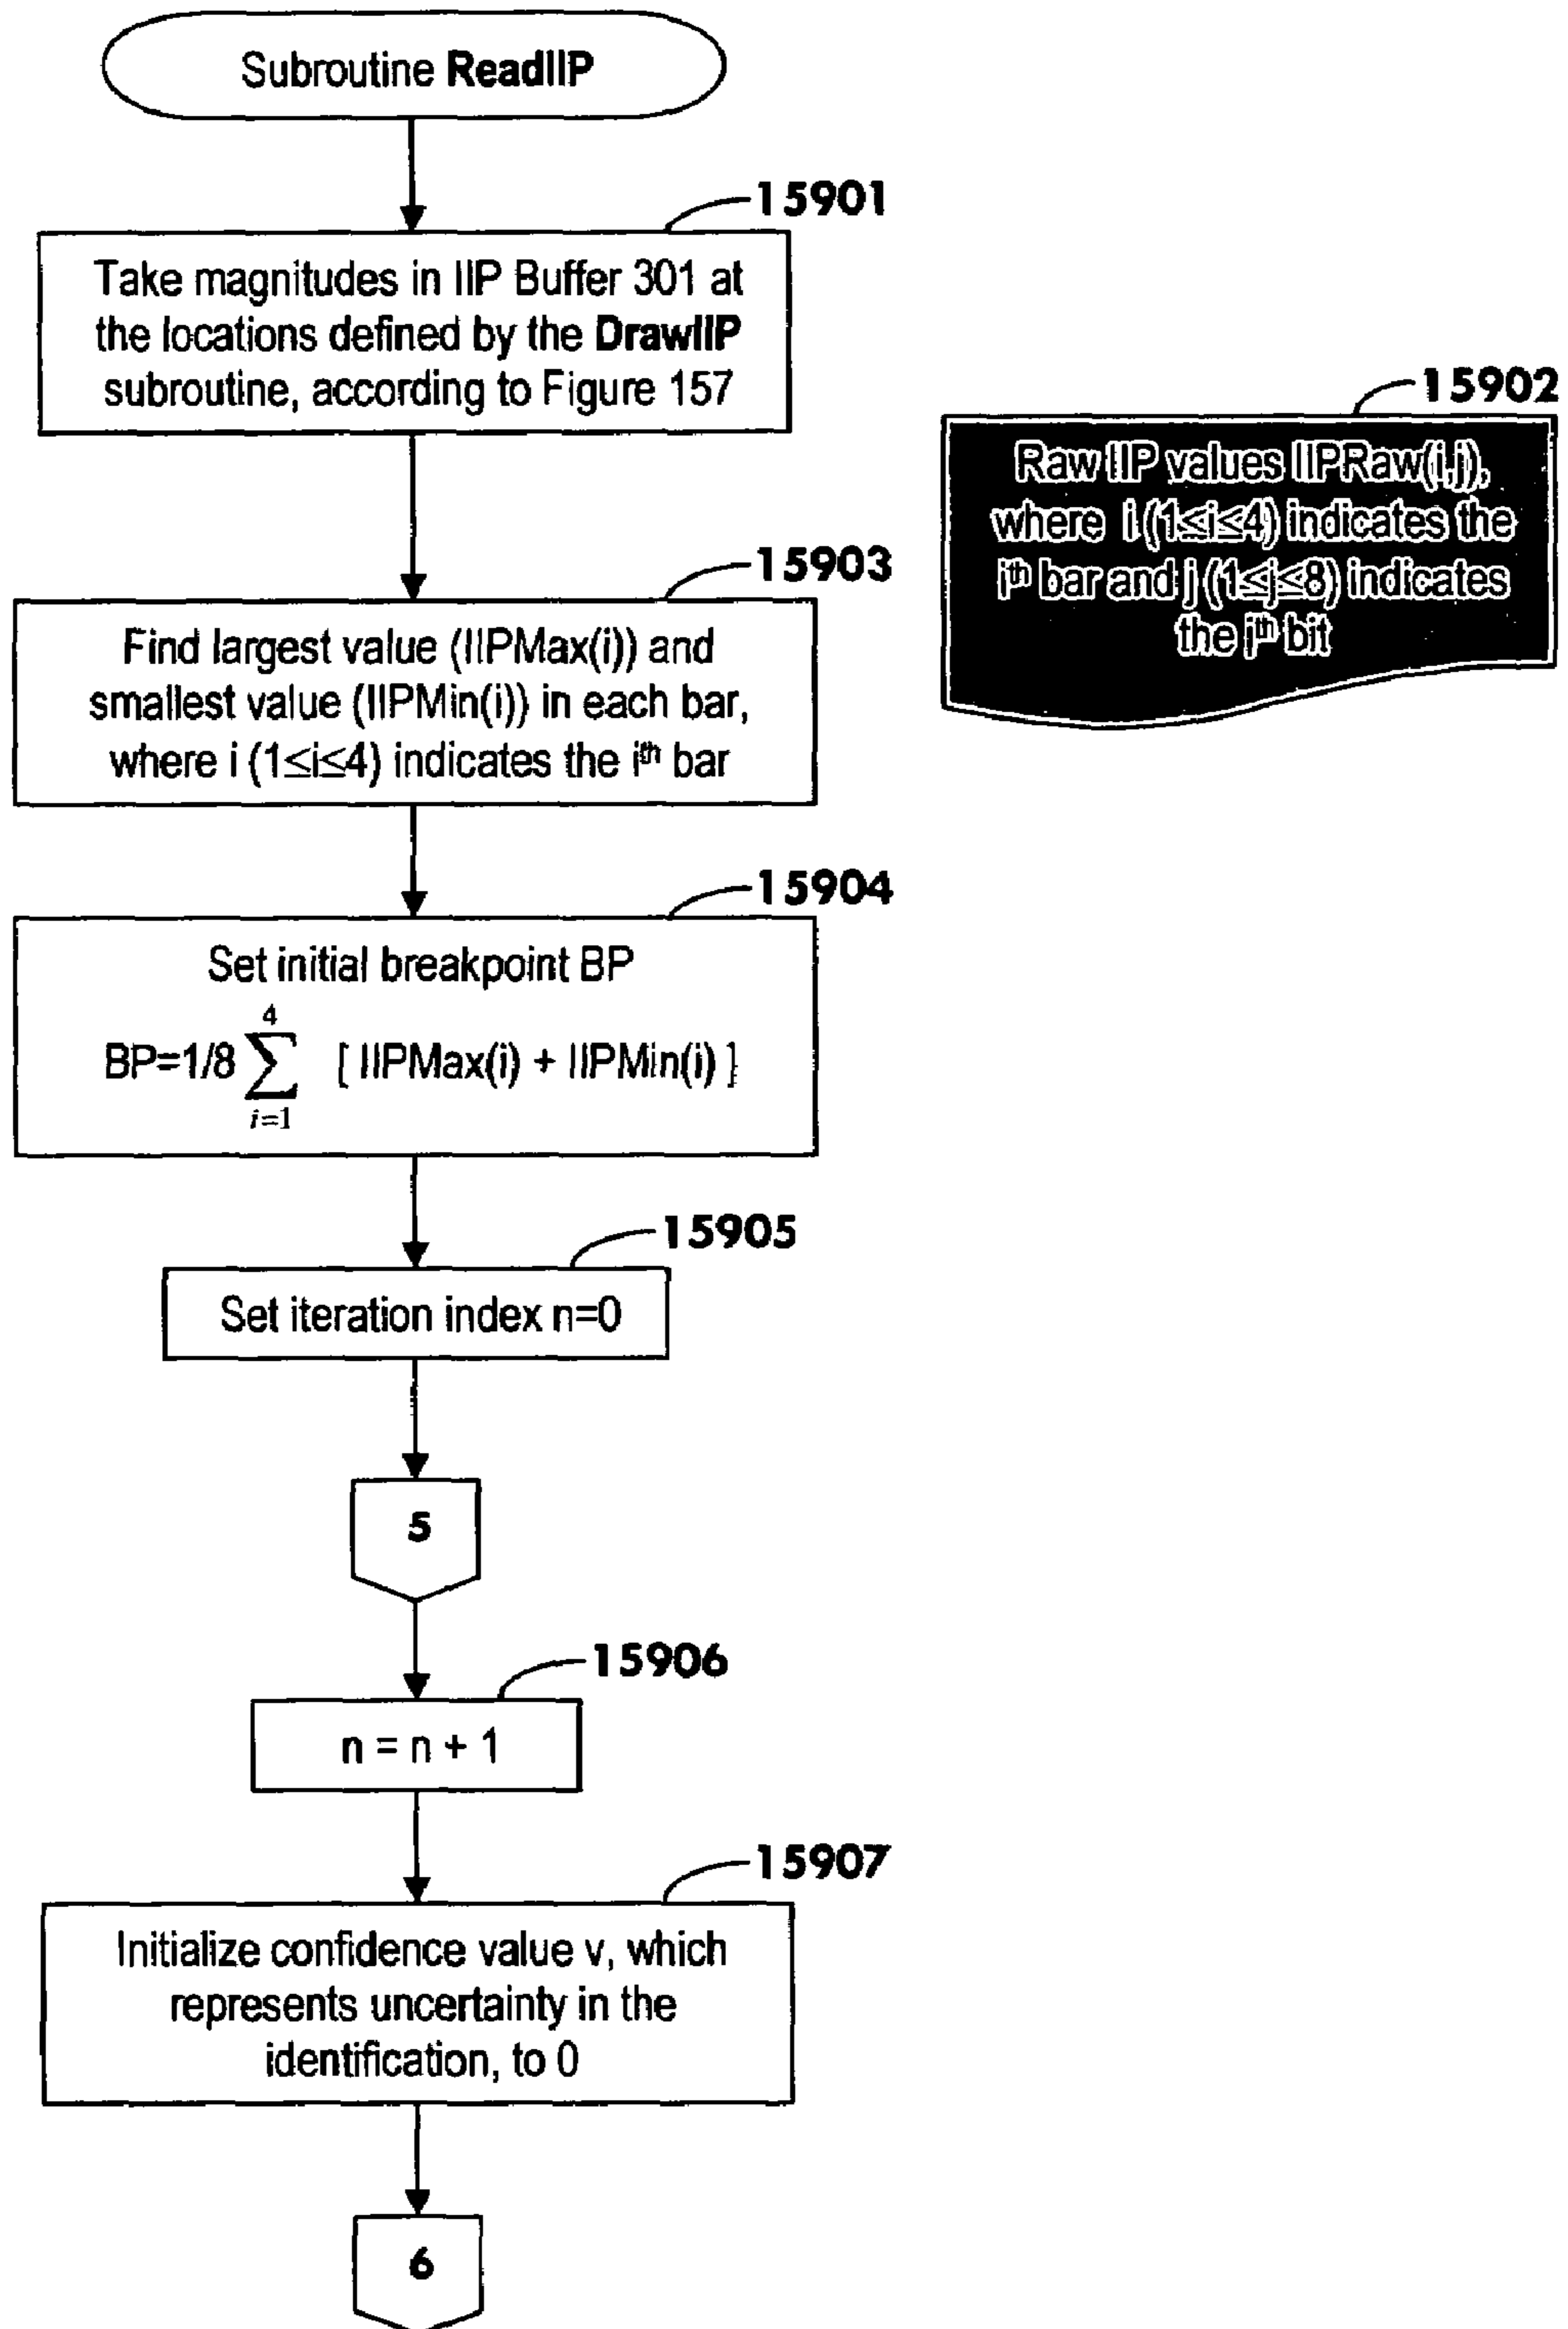 Subroutine ReadIIP
15901
Take magnitudes in IIP Buffer 301 at
the locations defined by the DrawIIP
subroutine, according to Figure 157
15902
Raw IIP values IIPRaw(i,j),
where i (1≤i≤4) indicates the
iᵗʰ bar and j (1≤j≤8) indicates
the jᵗʰ bit
15903
Find largest value (IIPMax(i)) and
smallest value (IIPMin(i)) in each bar,
where i (1≤i≤4) indicates the iᵗʰ bar
15904
Set initial breakpoint BP
4
BP=1/8 ∑ [ IIPMax(i) + IIPMin(i) ]
i=1
15905
Set iteration index n=0
5
15906
n = n + 1
15907
Initialize confidence value v, which
represents uncertainty in the
identification, to 0
6